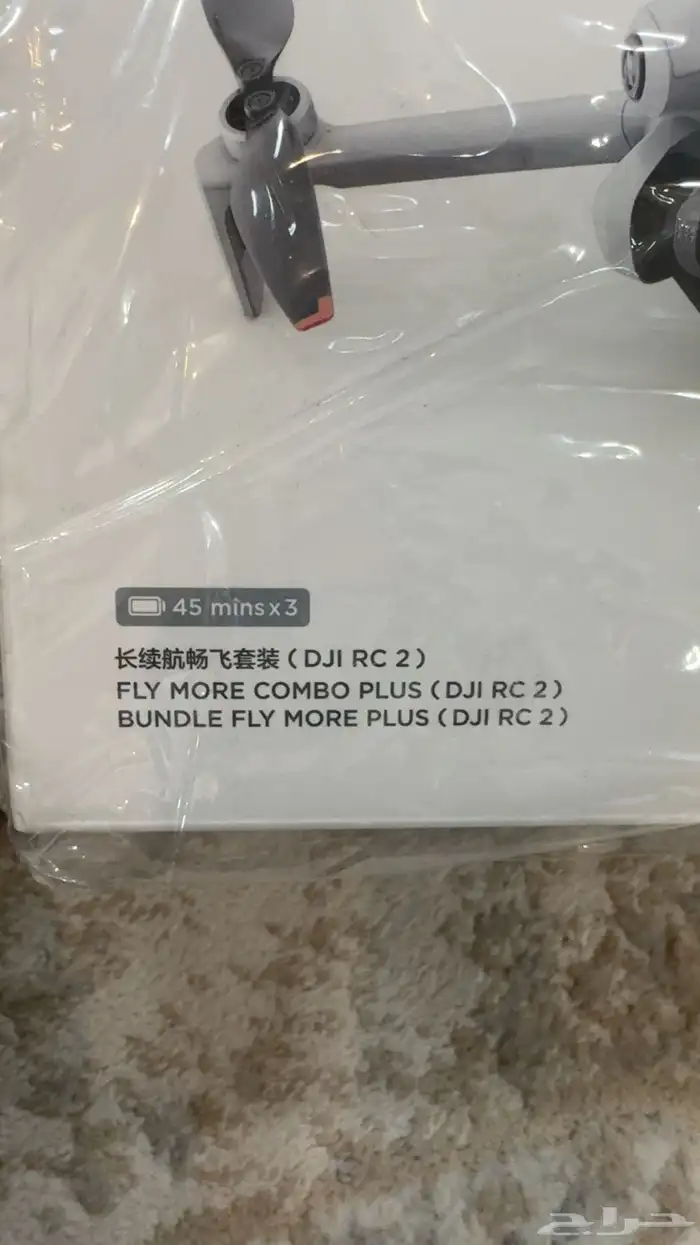 45 mins x 3
长续航畅飞套装（DJI RC 2）
FLY MORE COMBO PLUS (DJI RC 2)
BUNDLE FLY MORE PLUS (DJI RC 2)
حراج